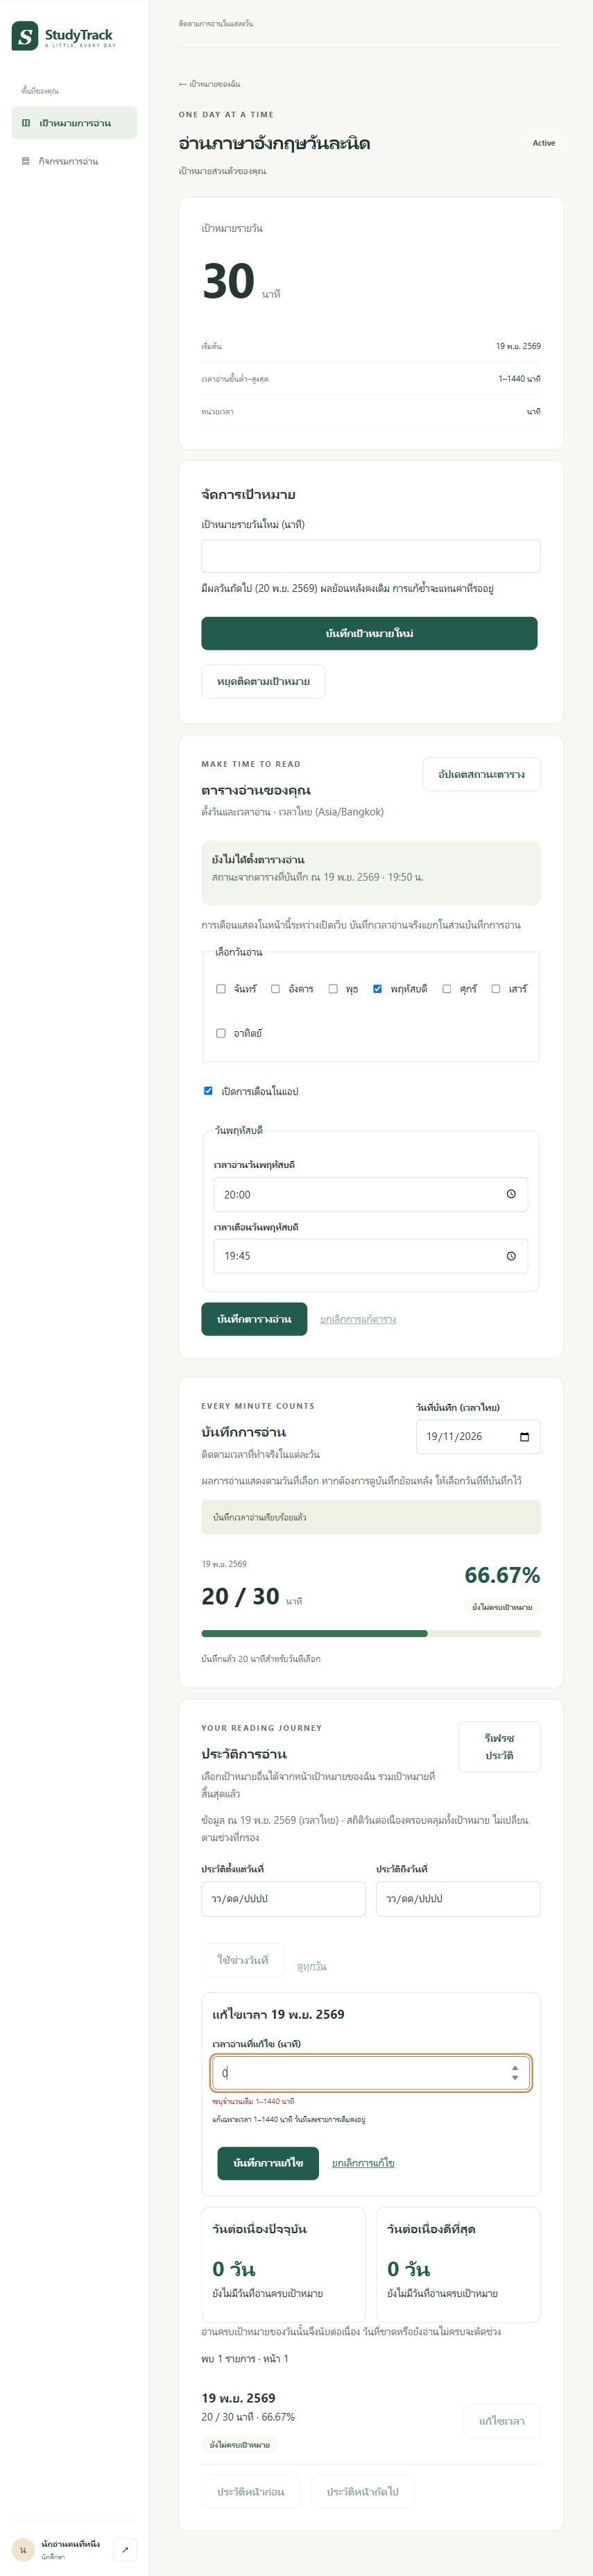 S StudyTrack
A LITTLE, EVERY DAY
พื้นที่ของคุณ
เป้าหมายการอ่าน
กิจกรรมการอ่าน
ติดตามการอ่านในแต่ละวัน
← เป้าหมายของฉัน
ONE DAY AT A TIME
อ่านภาษาอังกฤษวันละนิด
Active
เป้าหมายส่วนตัวของคุณ
เป้าหมายรายวัน
30 นาที
เริ่มต้น 19 พ.ย. 2569
เวลาอ่านขั้นต่ำ–สูงสุด 1–1440 นาที
หน่วยเวลา นาที
จัดการเป้าหมาย
เป้าหมายรายวันใหม่ (นาที)
มีผลวันถัดไป (20 พ.ย. 2569) ผลย้อนหลังคงเดิม การแก้ซ้ำจะแทนค่าที่รออยู่
บันทึกเป้าหมายใหม่
หยุดติดตามเป้าหมาย
MAKE TIME TO READ
ตารางอ่านของคุณ
อัปเดตสถานะตาราง
ตั้งวันและเวลาอ่าน · เวลาไทย (Asia/Bangkok)
ยังไม่ได้ตั้งตารางอ่าน
สถานะจากตารางที่บันทึก ณ 19 พ.ย. 2569 · 19:50 น.
การเตือนแสดงในหน้านี้ระหว่างเปิดเว็บ บันทึกเวลาอ่านจริงแยกในส่วนบันทึกการอ่าน
เลือกวันอ่าน
จันทร์ อังคาร พุธ พฤหัสบดี ศุกร์ เสาร์
อาทิตย์
เปิดการเตือนในแอป
วันพฤหัสบดี
เวลาอ่านวันพฤหัสบดี
20:00
เวลาเตือนวันพฤหัสบดี
19:45
บันทึกตารางอ่าน ยกเลิกการแก้ตาราง
EVERY MINUTE COUNTS
บันทึกการอ่าน
ติดตามเวลาที่ทำจริงในแต่ละวัน
วันที่บันทึก (เวลาไทย)
19/11/2026
ผลการอ่านแสดงตามวันที่เลือก หากต้องการดูบันทึกย้อนหลัง ให้เลือกวันที่ที่บันทึกไว้
บันทึกเวลาอ่านเรียบร้อยแล้ว
19 พ.ย. 2569
20 / 30 นาที
66.67%
ยังไม่ครบเป้าหมาย
บันทึกแล้ว 20 นาทีสำหรับวันที่เลือก
YOUR READING JOURNEY
ประวัติการอ่าน
รีเฟรช
ประวัติ
เลือกเป้าหมายอื่นได้จากหน้าเป้าหมายของฉัน รวมเป้าหมายที่
สิ้นสุดแล้ว
ข้อมูล ณ 19 พ.ย. 2569 (เวลาไทย) · สถิติวันต่อเนื่องครอบคลุมทั้งเป้าหมาย ไม่เปลี่ยน
ตามช่วงที่กรอง
ประวัติตั้งแต่วันที่ ประวัติถึงวันที่
วว/ดด/ปปปป วว/ดด/ปปปป
ใช้ช่วงวันที่ ดูทุกวัน
แก้ไขเวลา 19 พ.ย. 2569
เวลาอ่านที่แก้ไข (นาที)
0
ระบุจำนวนเต็ม 1–1440 นาที
แก้เฉพาะเวลา 1–1440 นาที วันที่และรายการเดิมคงอยู่
บันทึกการแก้ไข ยกเลิกการแก้ไข
วันต่อเนื่องปัจจุบัน
0 วัน
ยังไม่มีวันที่อ่านครบเป้าหมาย
วันต่อเนื่องดีที่สุด
0 วัน
ยังไม่มีวันที่อ่านครบเป้าหมาย
อ่านครบเป้าหมายของวันนั้นจึงนับต่อเนื่อง วันที่ขาดหรือยังอ่านไม่ครบจะตัดช่วง
พบ 1 รายการ · หน้า 1
19 พ.ย. 2569
20 / 30 นาที · 66.67%
ยังไม่ครบเป้าหมาย
แก้ไขเวลา
ประวัติหน้าก่อน ประวัติหน้าถัดไป
น นักอ่านคนที่หนึ่ง
นักศึกษา